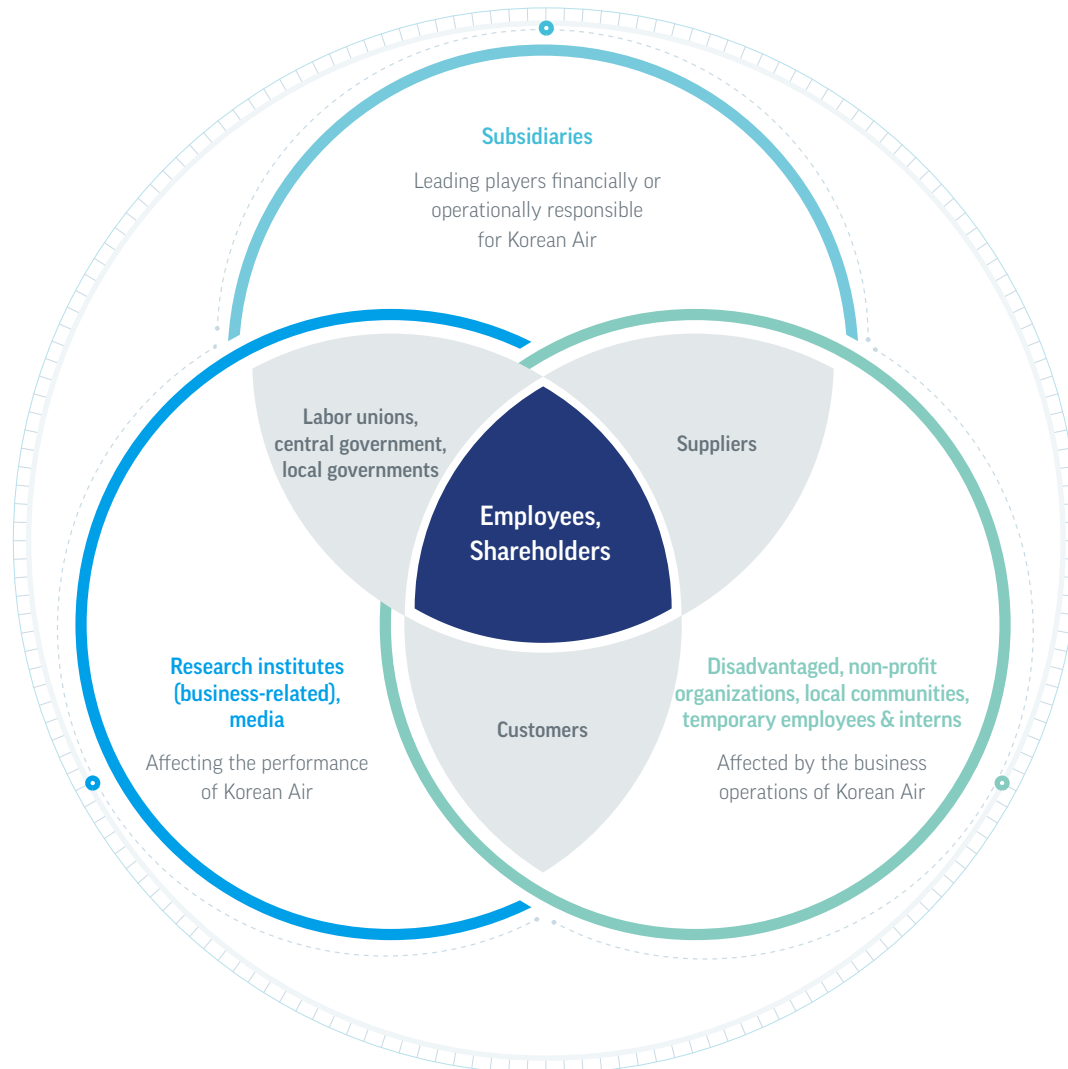 Subsidiaries
Leading players financially or
operationally responsible
for Korean Air
Labor unions,
central government,
local governments
Suppliers
Employees,
Shareholders
Research institutes
(business-related),
media
Affecting the performance
of Korean Air
Customers
Disadvantaged, non-profit
organizations, local communities,
temporary employees & interns
Affected by the business
operations of Korean Air